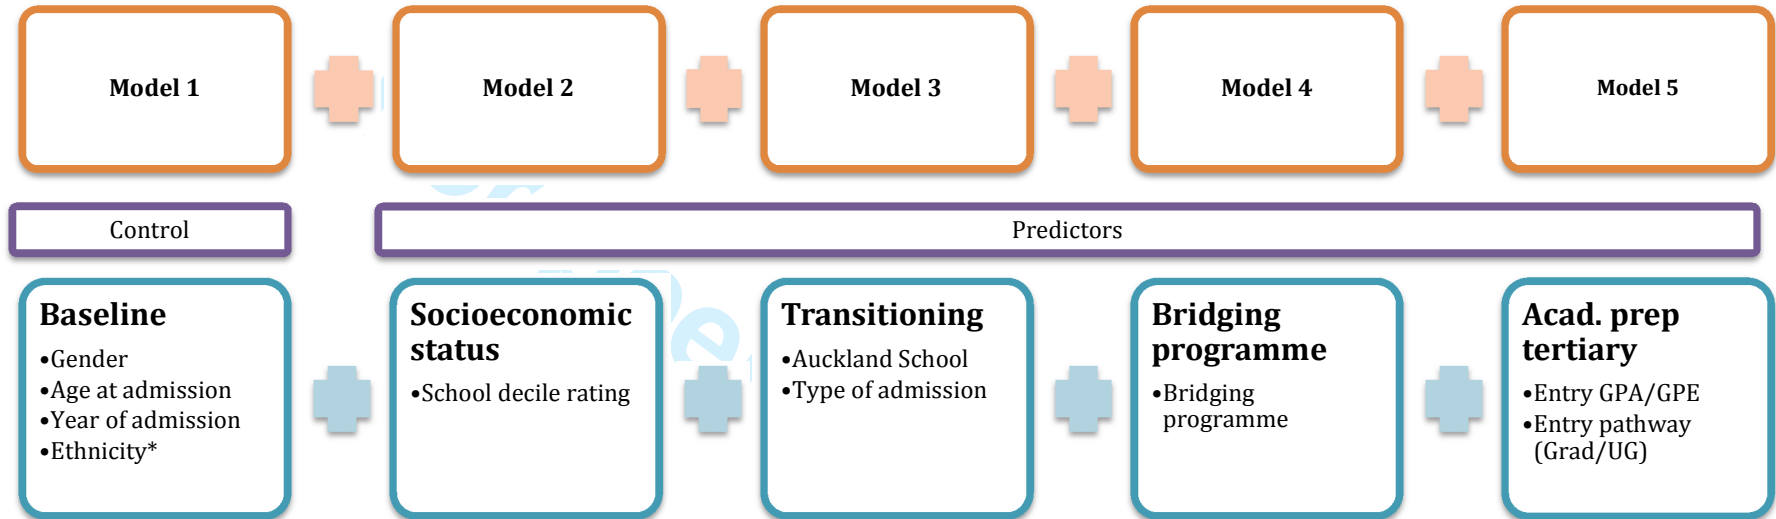 Model 1
Model 2
Model 3
Model 4
Model 5
Control
Predictors
Baseline
•Gender
•Age at admission
•Year of admission
•Ethnicity*
Socioeconomic
status
•School decile rating
Transitioning
•Auckland School
•Type of admission
Bridging
programme
•Bridging
programme
Acad. prep
tertiary
•Entry GPA/GPE
•Entry pathway
(Grad/UG)